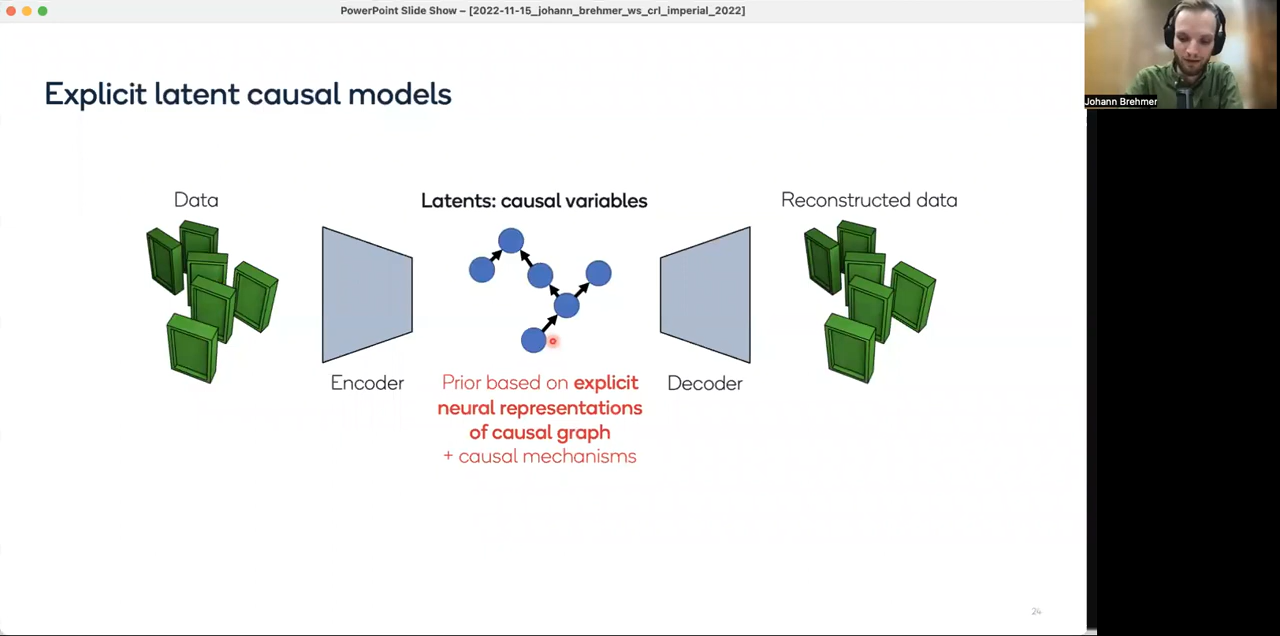 PowerPoint Slide Show – [2022-11-15_johann_brehmer_ws_crl_imperial_2022]
Johann Brehmer
Explicit latent causal models
Data
Latents: causal variables
Reconstructed data
Encoder
Prior based on explicit
neural representations
of causal graph
+ causal mechanisms
Decoder
24